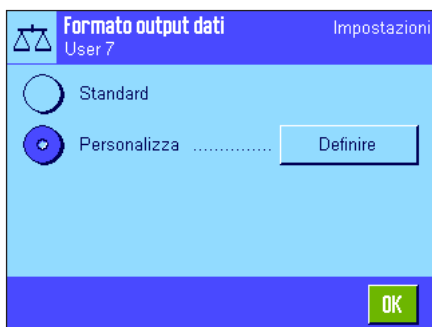 Formato output dati Impostazioni
User 7
Standard
Personalizza ............... Definire
OK